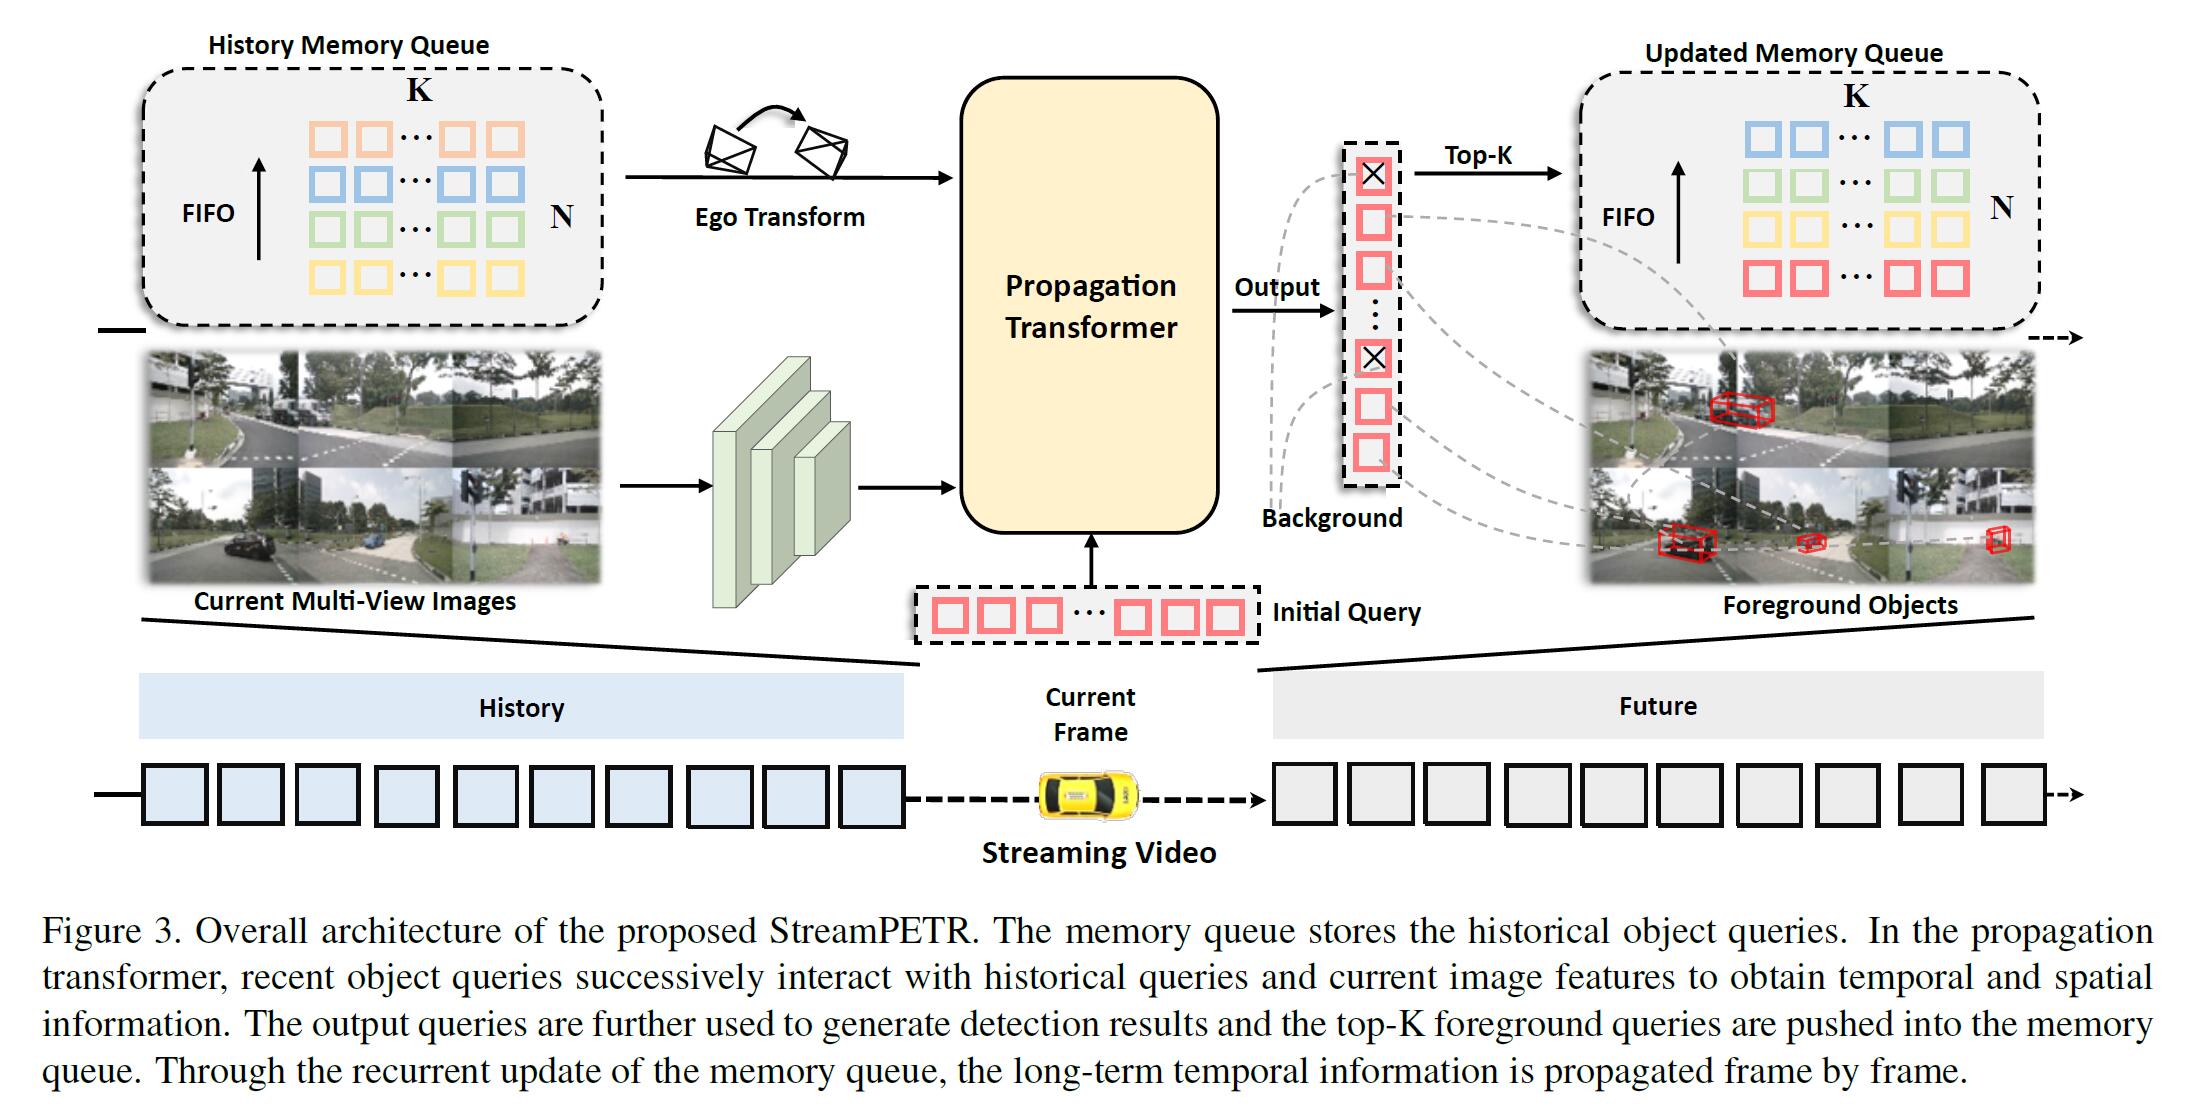 History Memory Queue
K
FIFO
N
Ego Transform
Propagation
Transformer
Output
Top-K
Updated Memory Queue
K
FIFO
N
Background
Current Multi-View Images
Initial Query
Foreground Objects
History
Current
Frame
Future
Streaming Video
Figure 3. Overall architecture of the proposed StreamPETR. The memory queue stores the historical object queries. In the propagation
transformer, recent object queries successively interact with historical queries and current image features to obtain temporal and spatial
information. The output queries are further used to generate detection results and the top-K foreground queries are pushed into the memory
queue. Through the recurrent update of the memory queue, the long-term temporal information is propagated frame by frame.